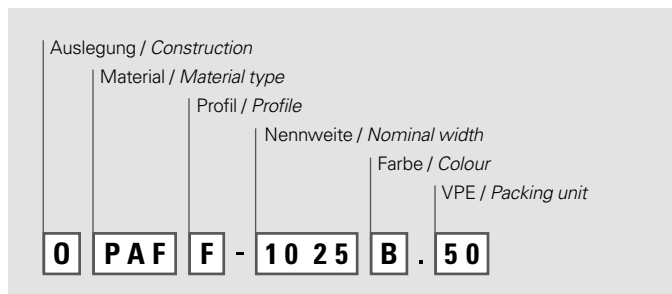 Auslegung / Construction
Material / Material type
Profil / Profile
Nennweite / Nominal width
Farbe / Colour
VPE / Packing unit
O PAF F - 10 25 B . 50